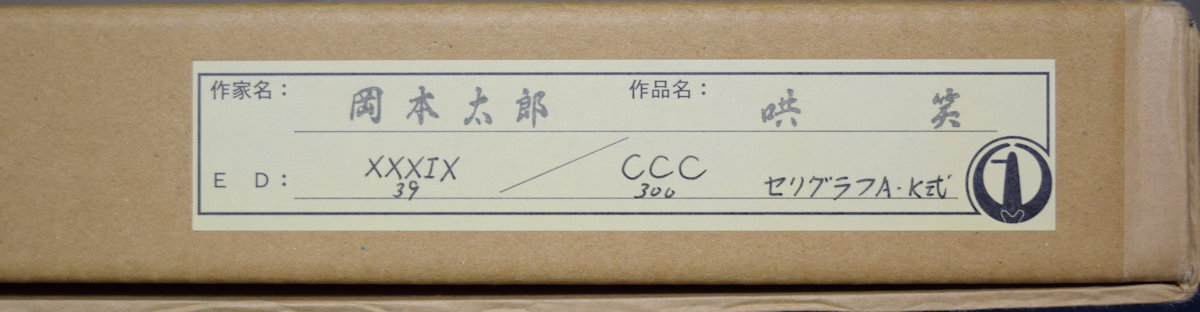 作家名： 岡本太郎 作品名： 哄笑
ＥＤ： XXXIX / CCC
39 300 セリグラフA・K式